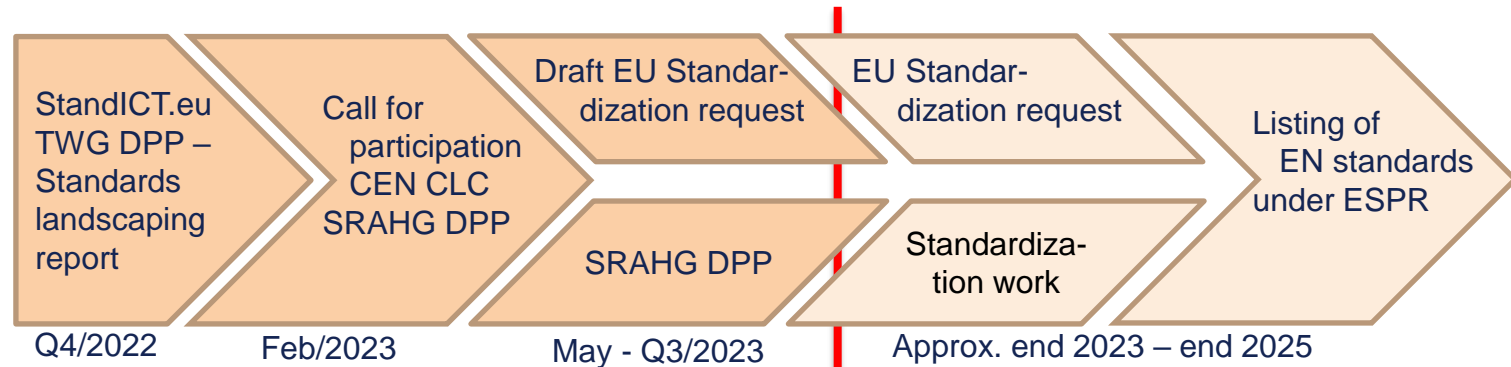 StandICT.eu
TWG DPP –
Standards
landscaping
report
Call for
participation
CEN CLC
SRAHG DPP
Draft EU Standar-
dization request
SRAHG DPP
EU Standar-
dization request
Standardiza-
tion work
Listing of
EN standards
under ESPR
Q4/2022
Feb/2023
May - Q3/2023
Approx. end 2023 – end 2025